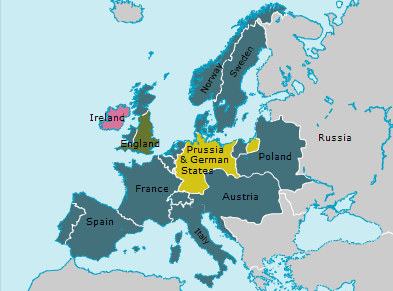 Norway
Sweden
Ireland
England
Russia
Prussia
& German
States
Poland
France
Austria
Spain
Italy